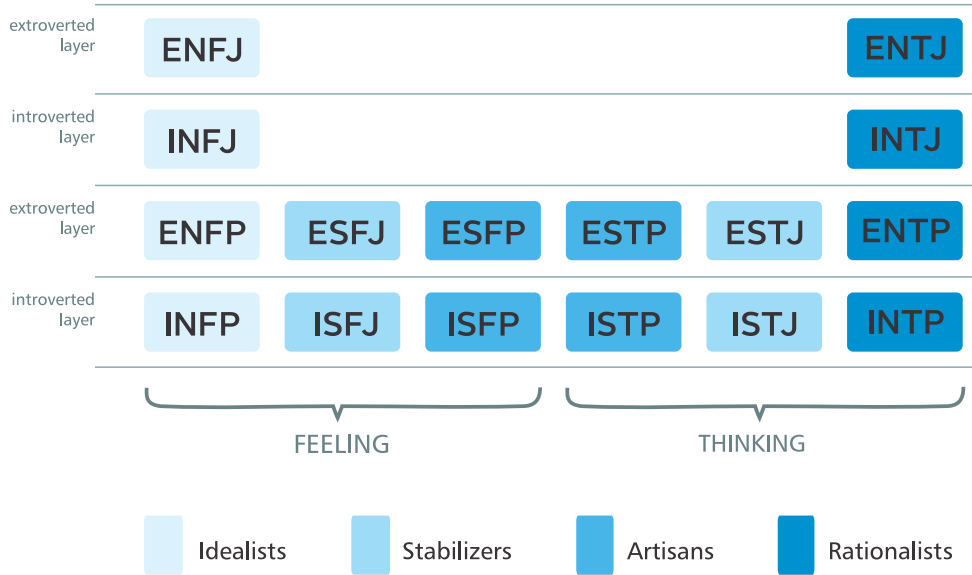 extroverted
layer
ENFJ ENTJ
introverted
layer
INFJ INTJ
extroverted
layer
ENFP ESFJ ESFP ESTP ESTJ ENTP
introverted
layer
INFP ISFJ ISFP ISTP ISTJ INTP
FEELING THINKING
Idealists Stabilizers Artisans Rationalists